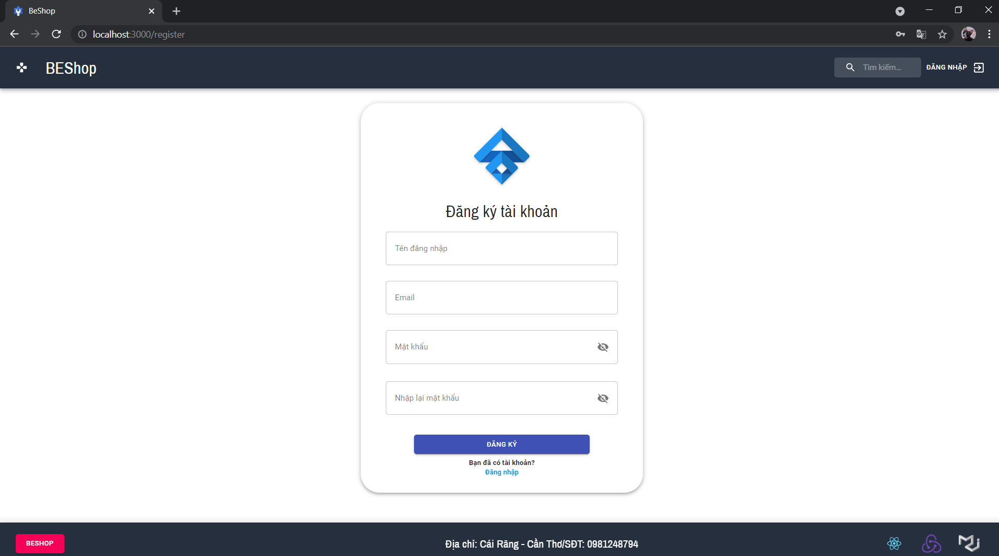 BeShop
localhost:3000/register
BEShop
Tìm kiếm...
ĐĂNG NHẬP
Đăng ký tài khoản
Tên đăng nhập
Email
Mật khẩu
Nhập lại mật khẩu
ĐĂNG KÝ
Bạn đã có tài khoản?
Đăng nhập
BESHOP
Địa chỉ: Cái Răng - Cần Thơ/SĐT: 0981248794